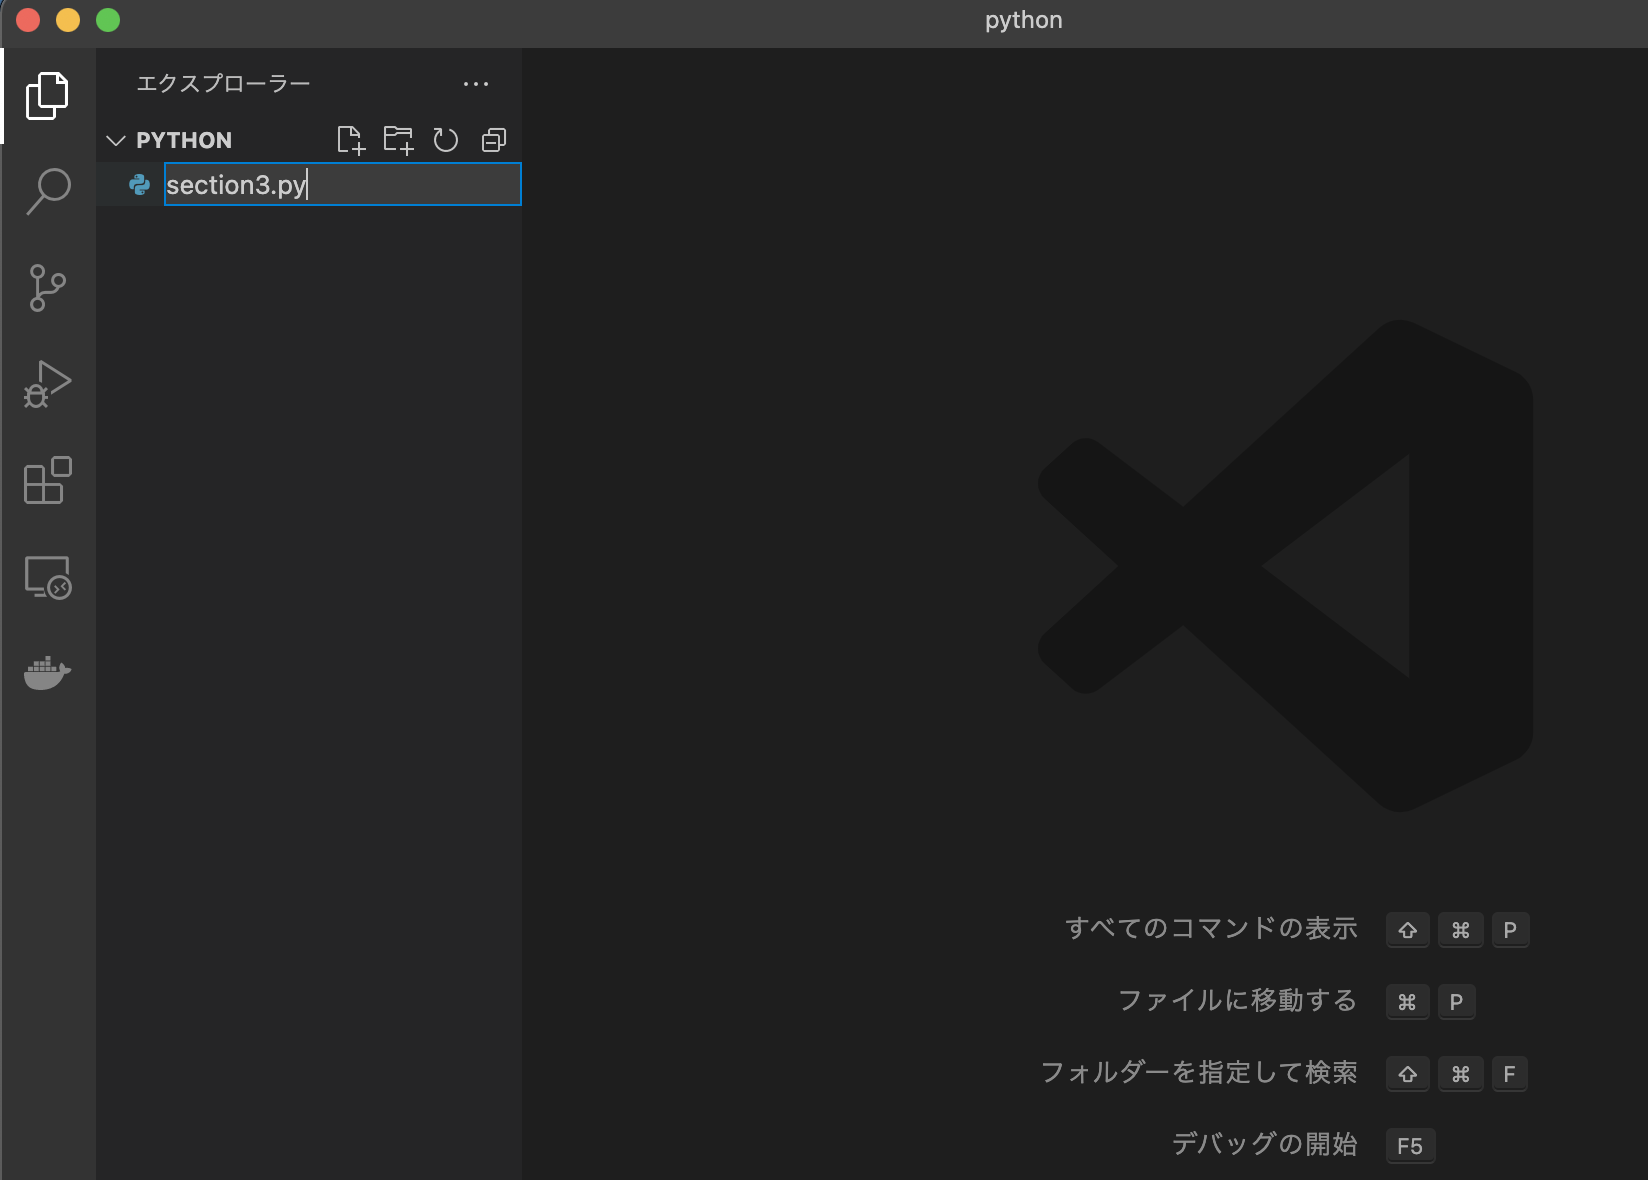 python
エクスプローラー
PYTHON
section3.py
すべてのコマンドの表示 ⇧ ⌘ P
ファイルに移動する ⌘ P
フォルダーを指定して検索 ⇧ ⌘ F
デバッグの開始 F5